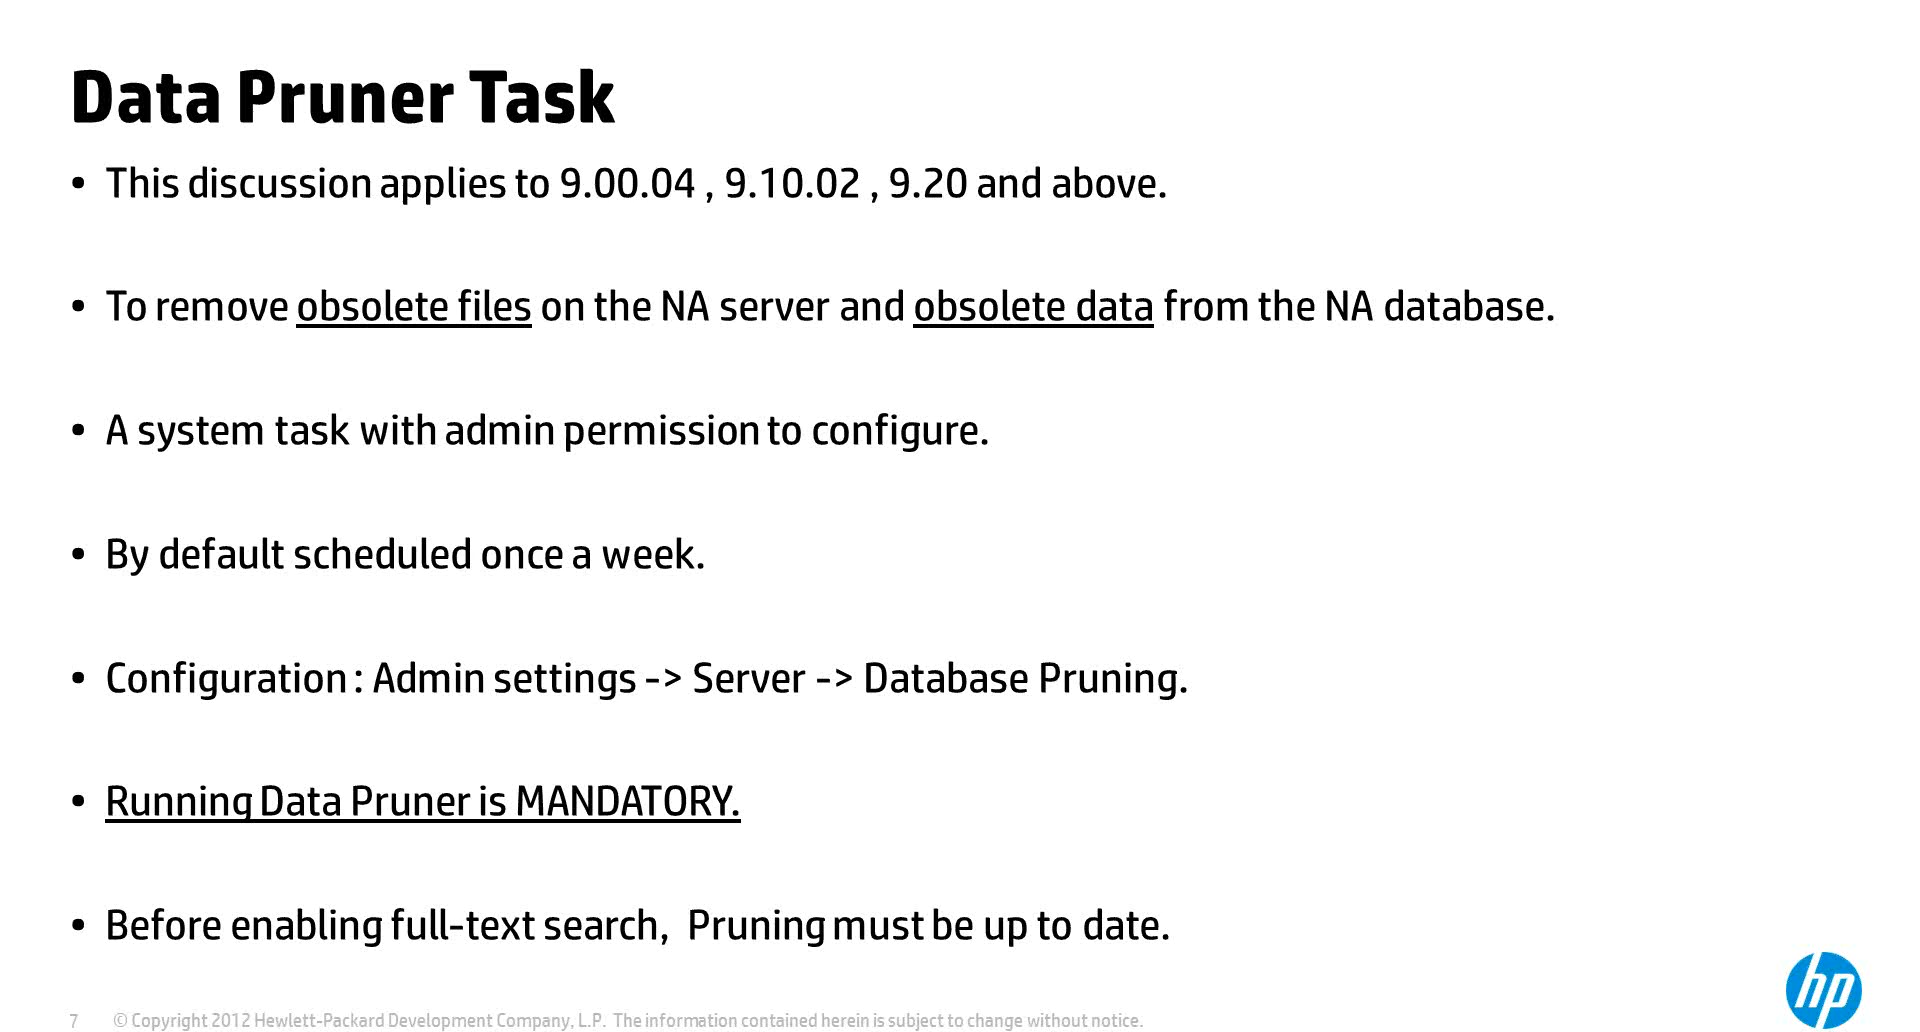 Data Pruner Task
• This discussion applies to 9.00.04 , 9.10.02 , 9.20 and above.
• To remove obsolete files on the NA server and obsolete data from the NA database.
• A system task with admin permission to configure.
• By default scheduled once a week.
• Configuration : Admin settings -> Server -> Database Pruning.
• Running Data Pruner is MANDATORY.
• Before enabling full-text search,  Pruning must be up to date.
hp
7 © Copyright 2012 Hewlett-Packard Development Company, L.P.  The information contained herein is subject to change without notice.